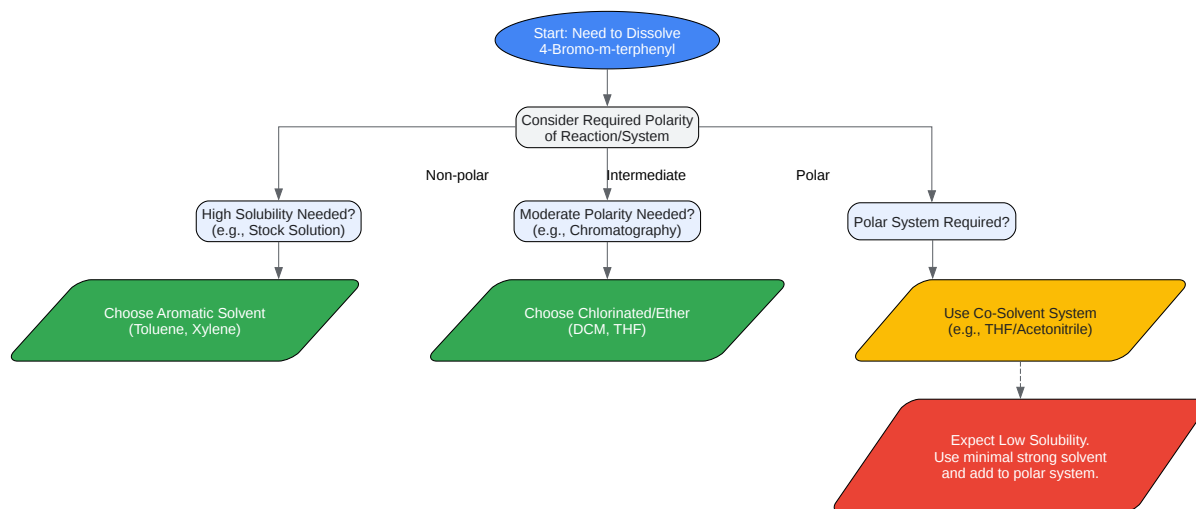 Start: Need to Dissolve
4-Bromo-m-terphenyl
Consider Required Polarity
of Reaction/System
Non-polar
Intermediate
Polar
High Solubility Needed?
(e.g., Stock Solution)
Moderate Polarity Needed?
(e.g., Chromatography)
Polar System Required?
Choose Aromatic Solvent
(Toluene, Xylene)
Choose Chlorinated/Ether
(DCM, THF)
Use Co-Solvent System
(e.g., THF/Acetonitrile)
Expect Low Solubility.
Use minimal strong solvent
and add to polar system.